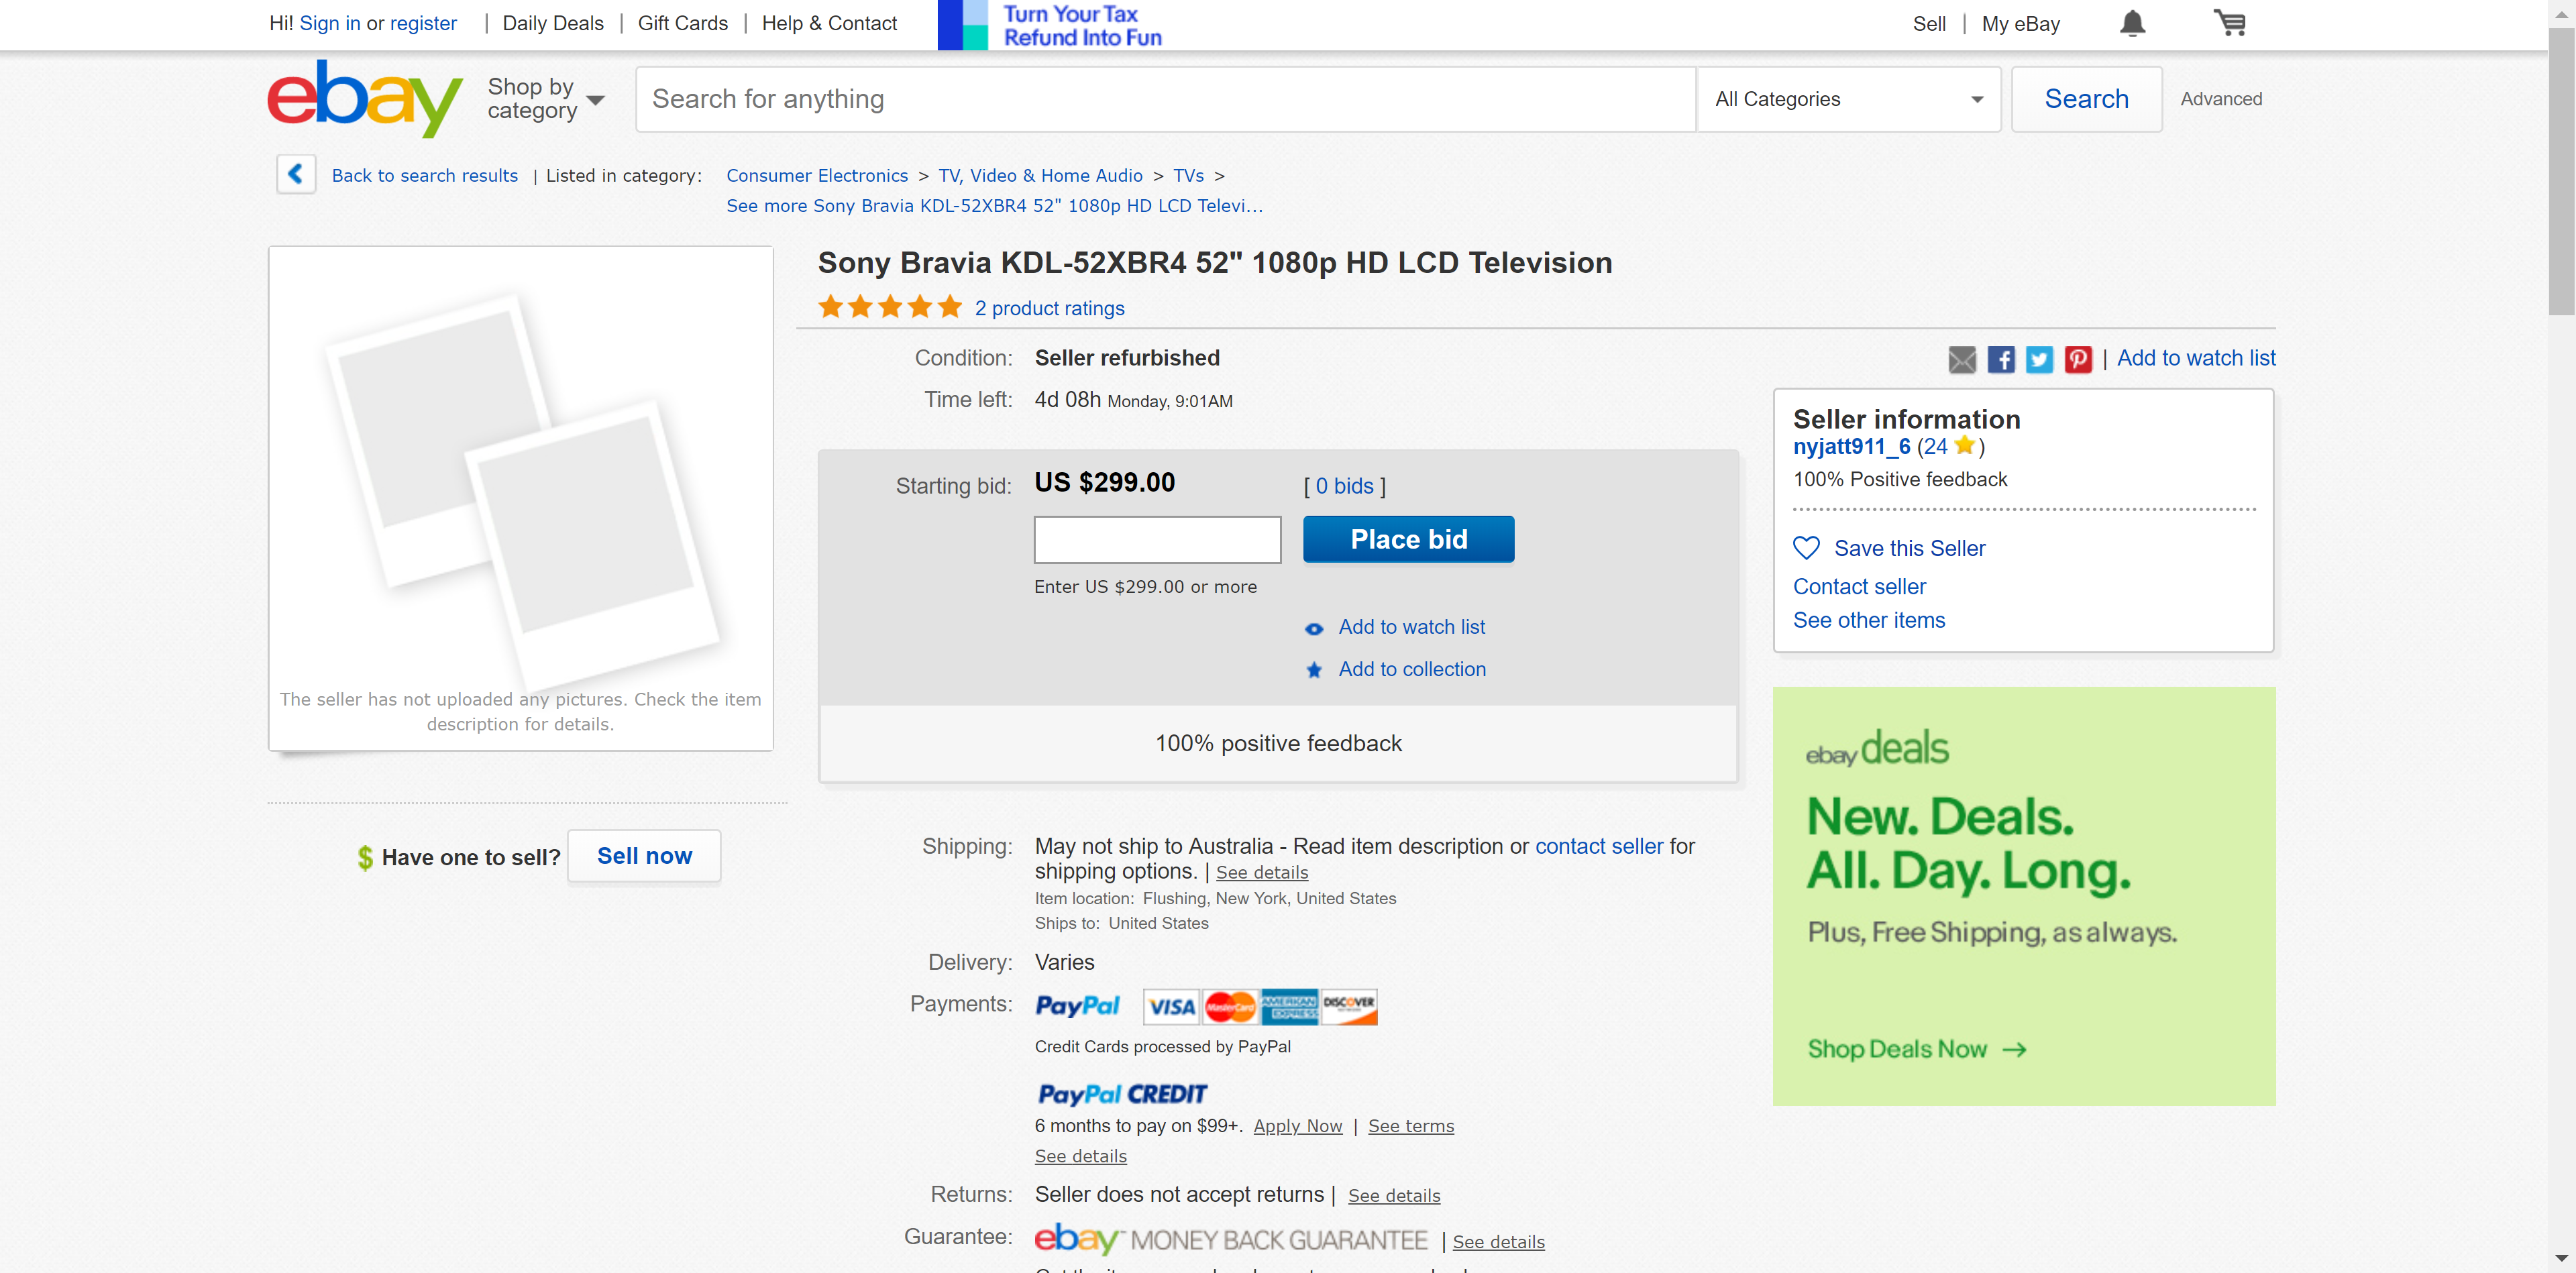 Hi! Sign in or register | Daily Deals | Gift Cards | Help & Contact
Turn Your Tax
Refund Into Fun
Sell | My eBay
ebay
Shop by
category
Search for anything
All Categories
Search
Advanced
Back to search results | Listed in category: Consumer Electronics > TV, Video & Home Audio > TVs >
See more Sony Bravia KDL-52XBR4 52" 1080p HD LCD Televi...
The seller has not uploaded any pictures. Check the item
description for details.
$ Have one to sell? Sell now
Sony Bravia KDL-52XBR4 52" 1080p HD LCD Television
2 product ratings
Condition: Seller refurbished
Time left: 4d 08h Monday, 9:01AM
Starting bid: US $299.00 [ 0 bids ]
Place bid
Enter US $299.00 or more
Add to watch list
Add to collection
100% positive feedback
Shipping: May not ship to Australia - Read item description or contact seller for
shipping options. | See details
Item location: Flushing, New York, United States
Ships to: United States
Delivery: Varies
Payments: PayPal VISA MasterCard AMERICAN EXPRESS DISCOVER
Credit Cards processed by PayPal
PayPal CREDIT
6 months to pay on $99+. Apply Now | See terms
See details
Returns: Seller does not accept returns | See details
Guarantee: ebay™ MONEY BACK GUARANTEE | See details
| Add to watch list
Seller information
nyjatt911_6 (24 )
100% Positive feedback
Save this Seller
Contact seller
See other items
ebay deals
New. Deals.
All. Day. Long.
Plus, Free Shipping, as always.
Shop Deals Now →